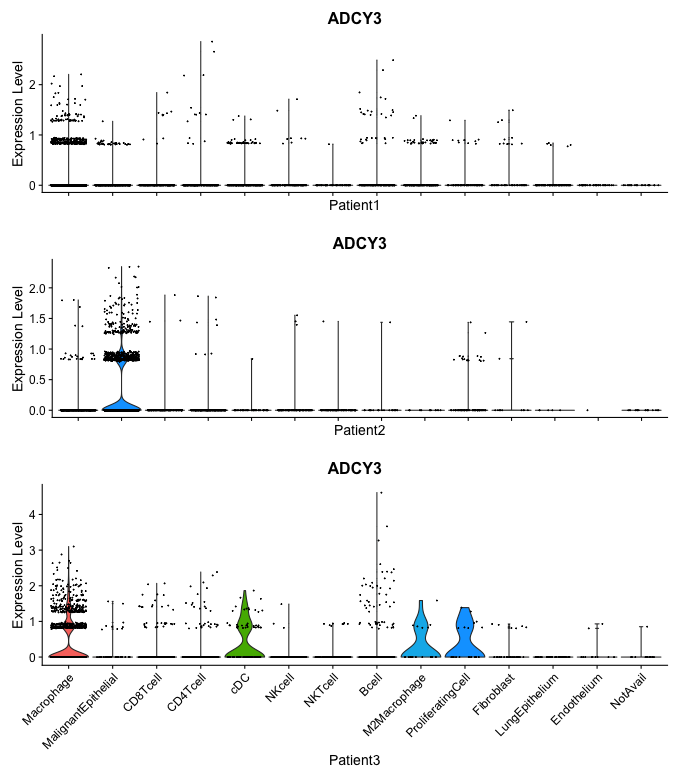 ADCY3
Expression Level
2
1
0
Patient1
ADCY3
Expression Level
2.0
1.5
1.0
0.5
0.0
Patient2
ADCY3
Expression Level
4
3
2
1
0
Macrophage
MalignantEpithelial
CD8Tcell
CD4Tcell
cDC
NKcell
NKTcell
Bcell
M2Macrophage
ProliferatingCell
Fibroblast
LungEpithelium
Endothelium
NotAvail
Patient3